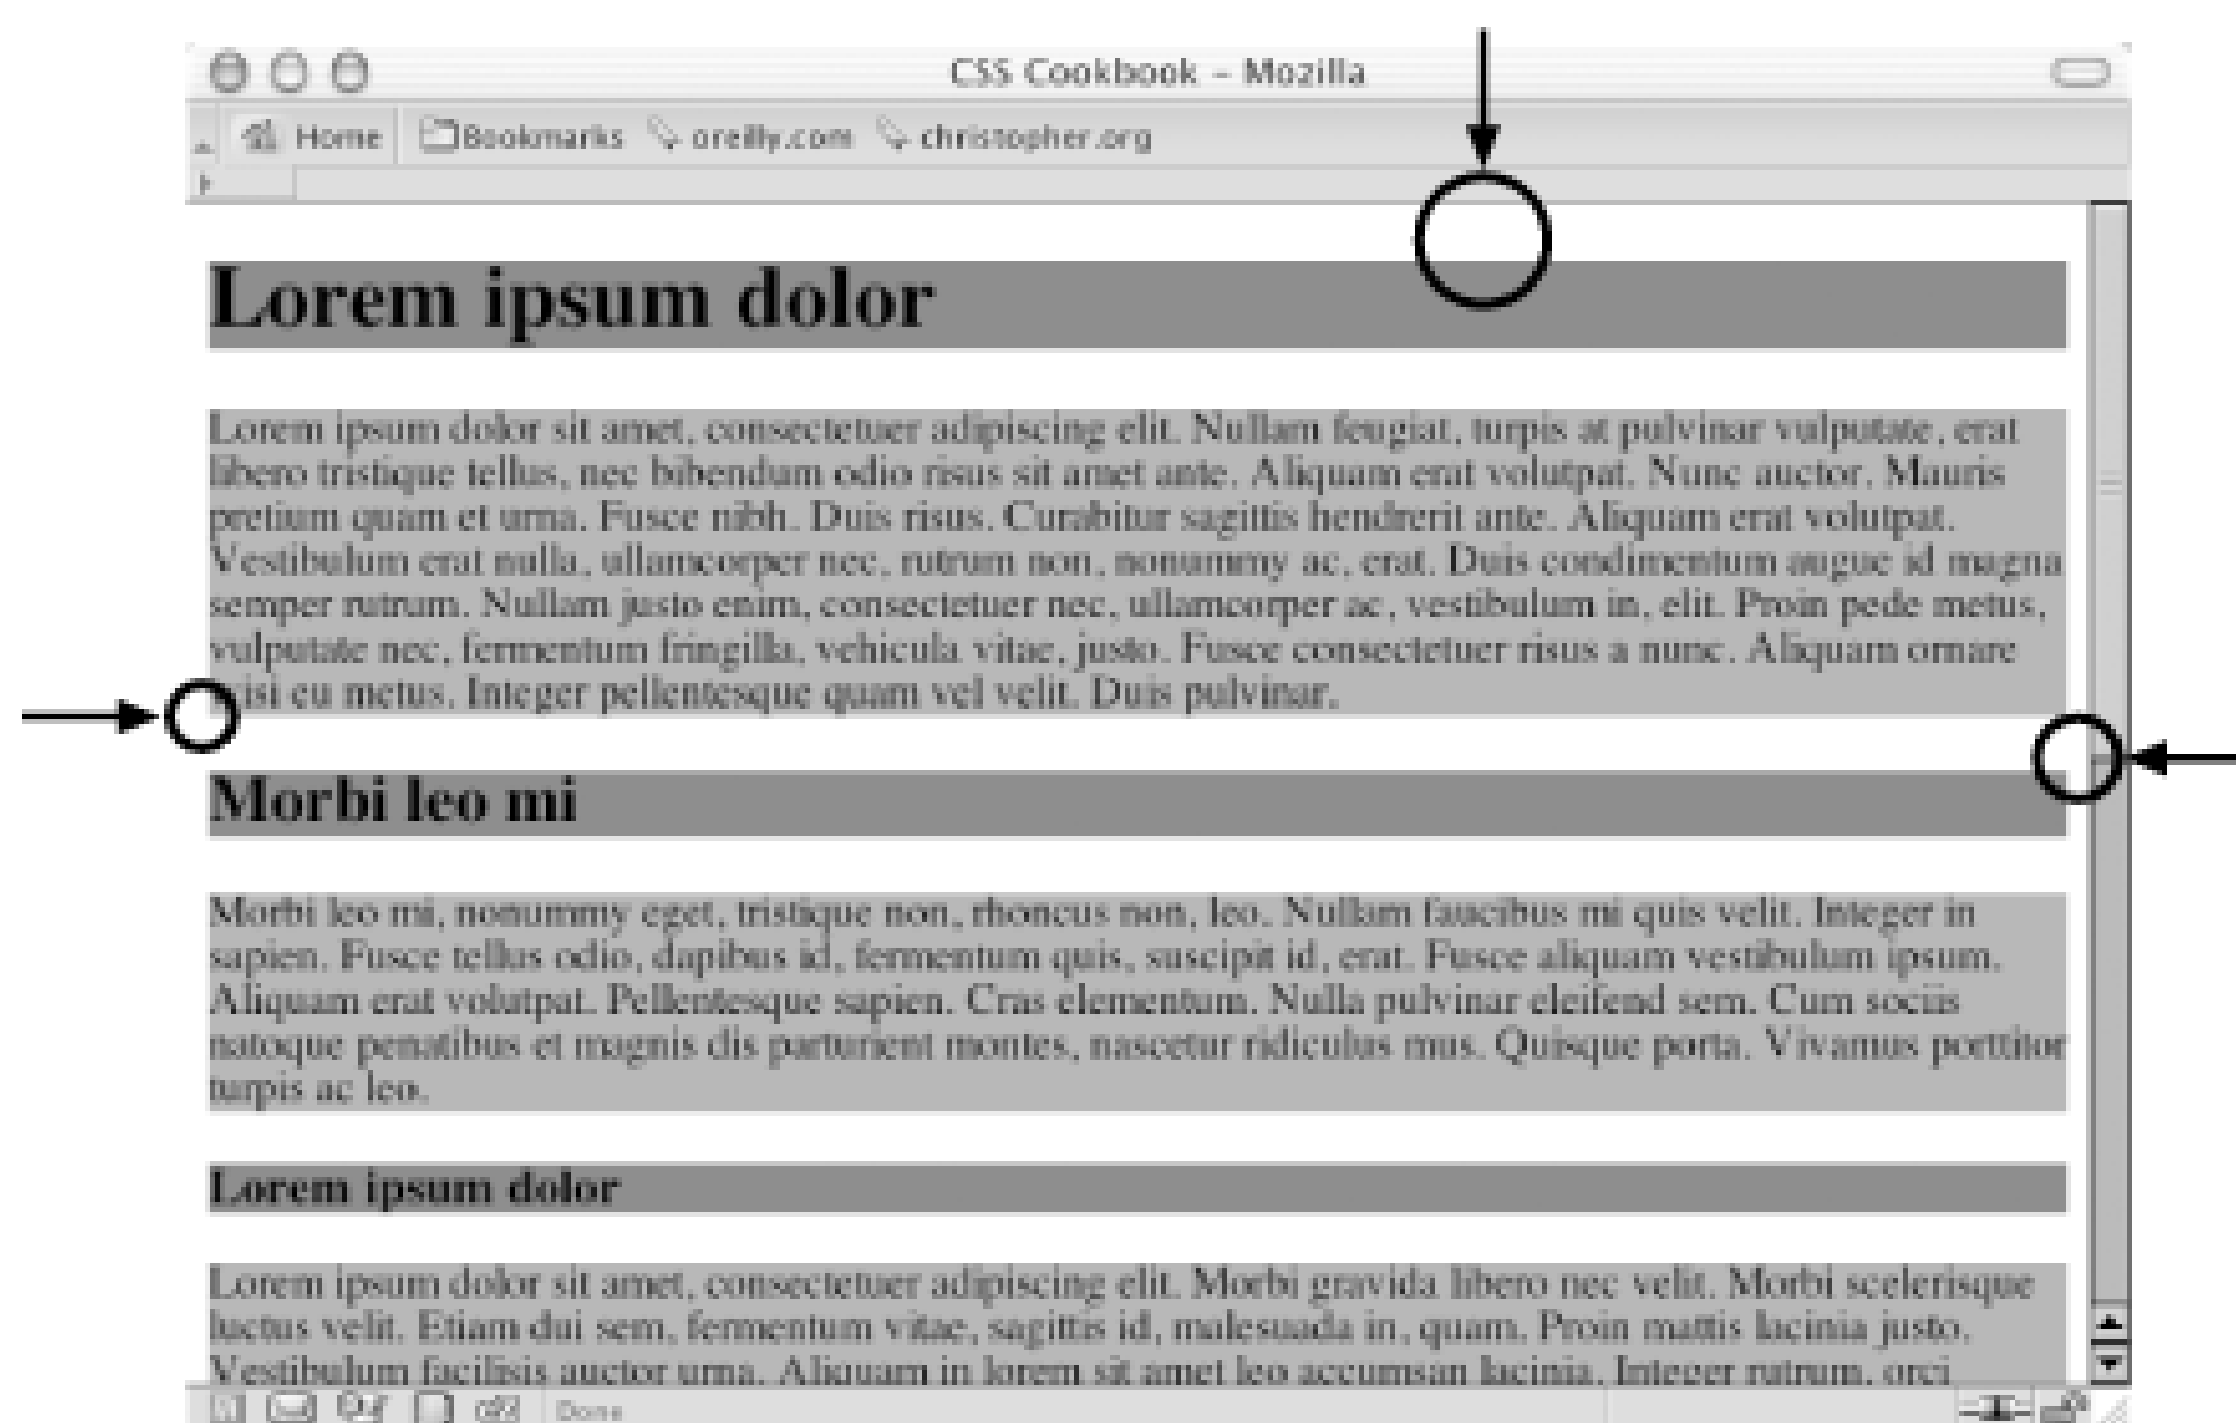 CSS Cookbook – Mozilla
Home Bookmarks oreilly.com christopher.org
Lorem ipsum dolor
Lorem ipsum dolor sit amet, consectetuer adipiscing elit. Nullam feugiat, turpis at pulvinar vulputate, erat
libero tristique tellus, nec bibendum odio risus sit amet ante. Aliquam erat volutpat. Nunc auctor. Mauris
pretium quam et urna. Fusce nibh. Duis risus. Curabitur sagittis hendrerit ante. Aliquam erat volutpat.
Vestibulum erat nulla, ullamcorper nec, rutrum non, nonummy ac, erat. Duis condimentum augue id magna
semper rutrum. Nullam justo enim, consectetuer nec, ullamcorper ac, vestibulum in, elit. Proin pede metus,
vulputate nec, fermentum fringilla, vehicula vitae, justo. Fusce consectetuer risus a nunc. Aliquam ornare
eu metus. Integer pellentesque quam vel velit. Duis pulvinar.
Morbi leo mi
Morbi leo mi, nonummy eget, tristique non, rhoncus non, leo. Nullam faucibus mi quis velit. Integer in
sapien. Fusce tellus odio, dapibus id, fermentum quis, suscipit id, erat. Fusce aliquam vestibulum ipsum.
Aliquam erat volutpat. Pellentesque sapien. Cras elementum. Nulla pulvinar eleifend sem. Cum sociis
natoque penatibus et magnis dis parturient montes, nascetur ridiculus mus. Quisque porta. Vivamus porttitor
turpis ac leo.
Lorem ipsum dolor
Lorem ipsum dolor sit amet, consectetuer adipiscing elit. Morbi gravida libero nec velit. Morbi scelerisque
luctus velit. Etiam dui sem, fermentum vitae, sagittis id, malesuada in, quam. Proin mattis lacinia justo.
Vestibulum facilisis auctor urna. Aliquam in lorem sit amet leo accumsan lacinia. Integer rutrum, orci
Done